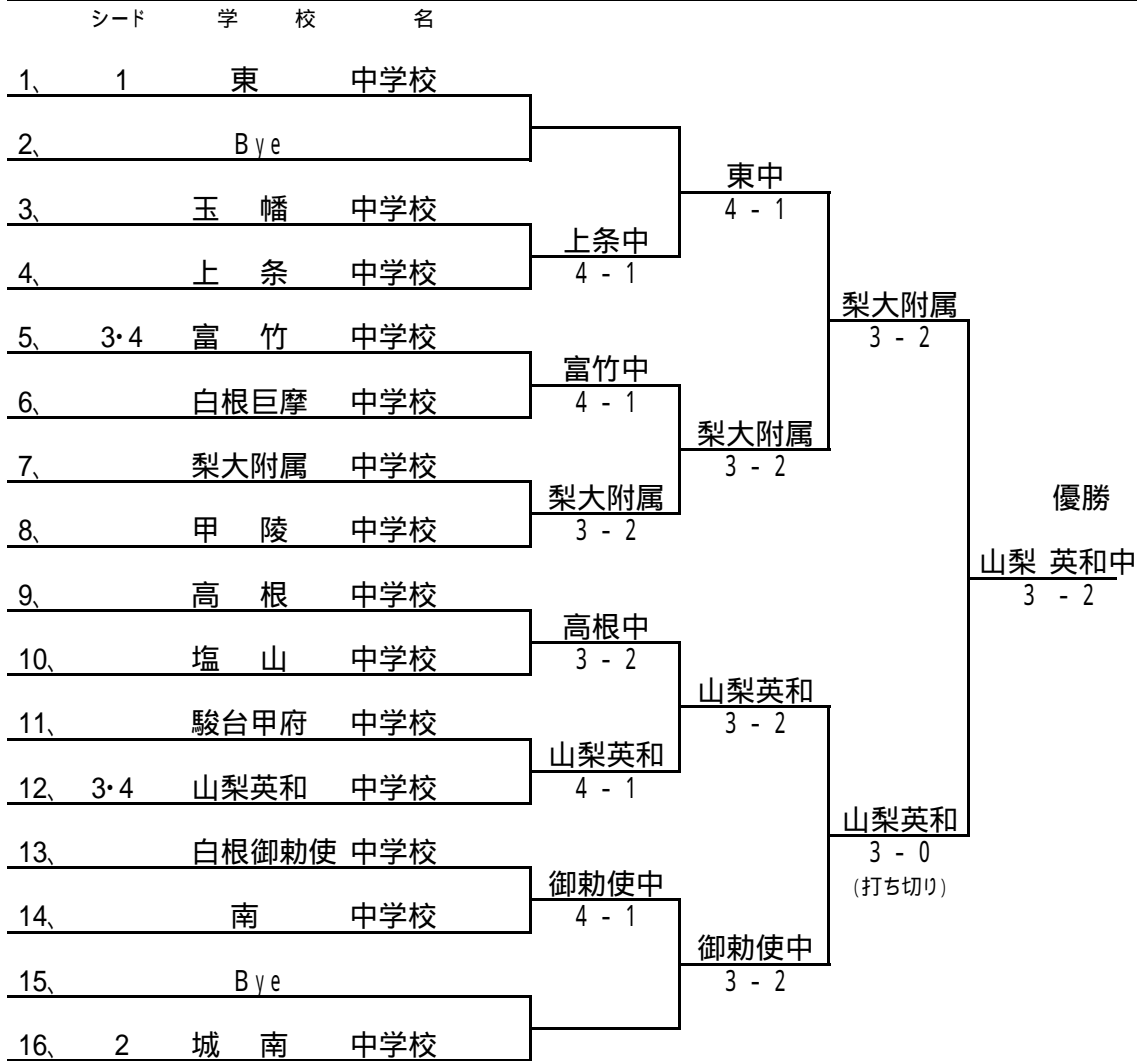 シード 学 校 名
1、 1 東 中学校
2、 Bye
東中
3、 玉 幡 中学校
4 - 1
上条中
4、 上 条 中学校
4 - 1
梨大附属
5、 3・4 富 竹 中学校
3 - 2
富竹中
6、 白根巨摩 中学校
4 - 1
梨大附属
7、 梨大附属 中学校
3 - 2
梨大附属
優勝
8、 甲 陵 中学校
3 - 2
山梨 英和中
9、 高 根 中学校
3 - 2
高根中
10、 塩 山 中学校
3 - 2
山梨英和
11、 駿台甲府 中学校
3 - 2
山梨英和
12、 3・4 山梨英和 中学校
4 - 1
山梨英和
13、 白根御勅使 中学校
3 - 0
御勅使中
(打ち切り)
14、 南 中学校
4 - 1
御勅使中
15、 Bye
3 - 2
16、 2 城 南 中学校